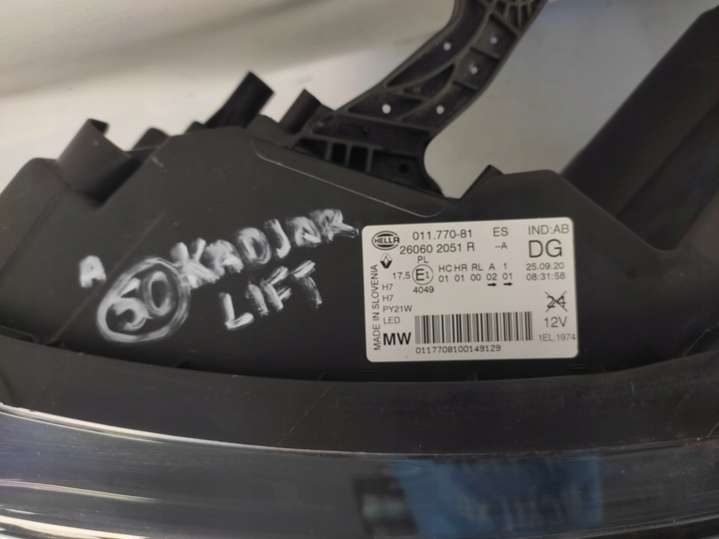 A
50 KADJAR
LIFT
HELLA
011.770-81 ES IND:AB
26060 2051 R --A DG
PL
17.5 E1 HC HR RL A 1 25.09.20
01 01 00 02 01 08:31:58
4049
H7
H7
PY21W
LED
24
12V
MW
0117708100149129
1EL,1974
MADE IN SLOVENIA